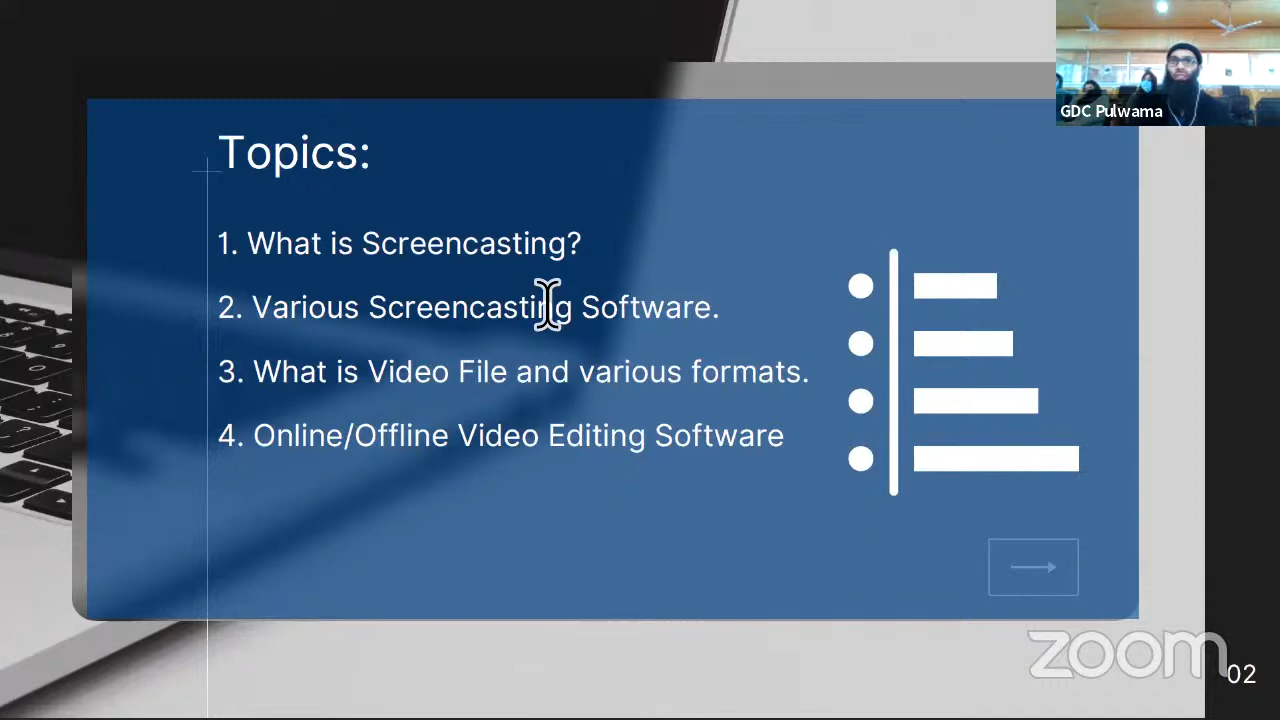 GDC Pulwama
Topics:
1. What is Screencasting?
2. Various Screencasting Software.
3. What is Video File and various formats.
4. Online/Offline Video Editing Software
zoom
02